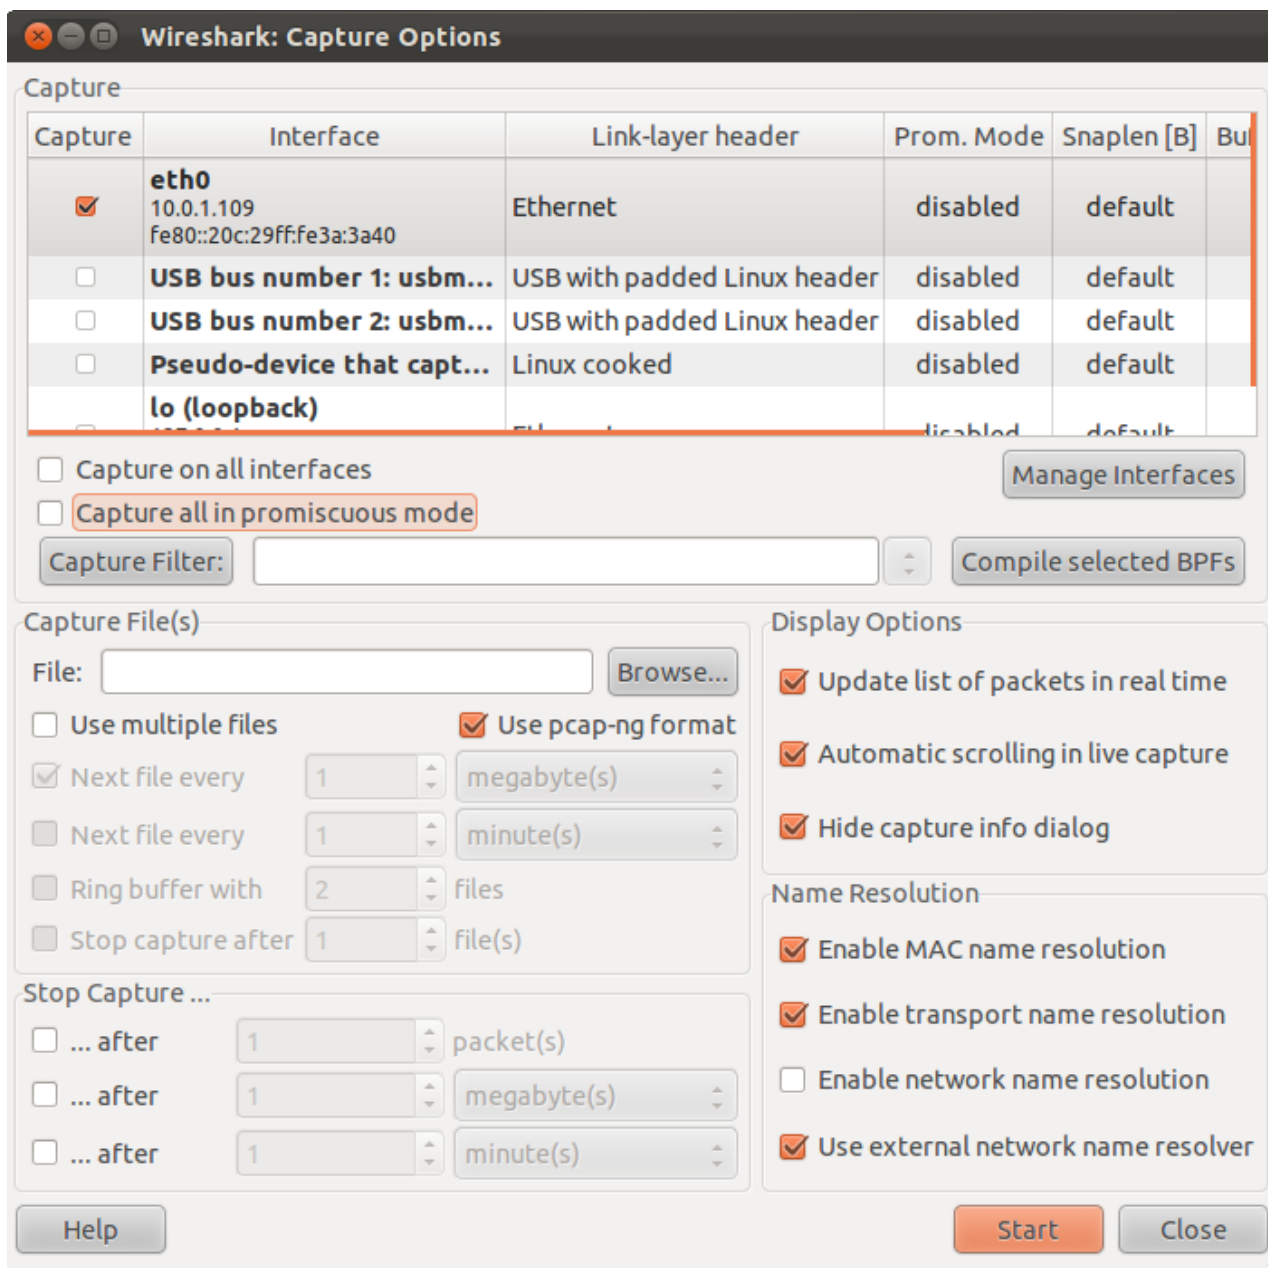 Wireshark: Capture Options
Capture
Capture Interface Link-layer header Prom. Mode Snaplen [B]
eth0
10.0.1.109
fe80::20c:29ff:fe3a:3a40
Ethernet disabled default
USB bus number 1: usbm... USB with padded Linux header disabled default
USB bus number 2: usbm... USB with padded Linux header disabled default
Pseudo-device that capt... Linux cooked disabled default
lo (loopback)
disabled default
Capture on all interfaces
Manage Interfaces
Capture all in promiscuous mode
Capture Filter: Compile selected BPFs
Capture File(s)
File: Browse...
Use multiple files Use pcap-ng format
Next file every 1 megabyte(s)
Next file every 1 minute(s)
Ring buffer with 2 files
Stop capture after 1 file(s)
Stop Capture ...
... after 1 packet(s)
... after 1 megabyte(s)
... after 1 minute(s)
Display Options
Update list of packets in real time
Automatic scrolling in live capture
Hide capture info dialog
Name Resolution
Enable MAC name resolution
Enable transport name resolution
Enable network name resolution
Use external network name resolver
Help Start Close